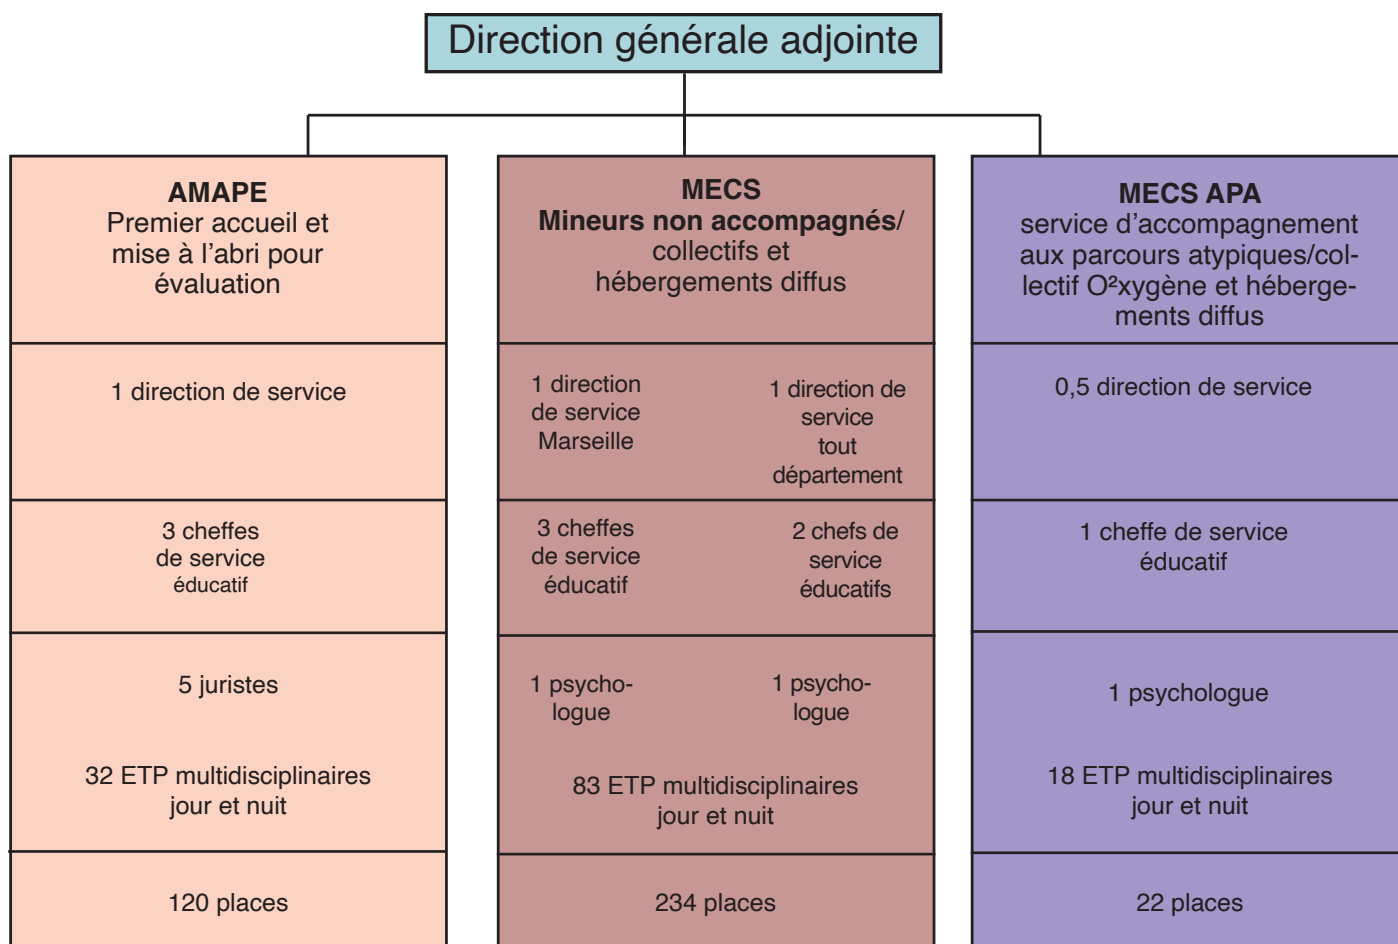 Direction générale adjointe
AMAPE
Premier accueil et
mise à l’abri pour
évaluation
1 direction de service
3 cheffes
de service
éducatif
5 juristes
32 ETP multidisciplinaires
jour et nuit
120 places
MECS
Mineurs non accompagnés/
collectifs et
hébergements diffus
1 direction
de service
Marseille
1 direction de
service
tout
département
3 cheffes
de service
éducatif
2 chefs de
service
éducatifs
1 psycho-
logue
1 psycho-
logue
83 ETP multidisciplinaires
jour et nuit
234 places
MECS APA
service d’accompagnement
aux parcours atypiques/col-
lectif O²xygène et héberge-
ments diffus
0,5 direction de service
1 cheffe de service
éducatif
1 psychologue
18 ETP multidisciplinaires
jour et nuit
22 places